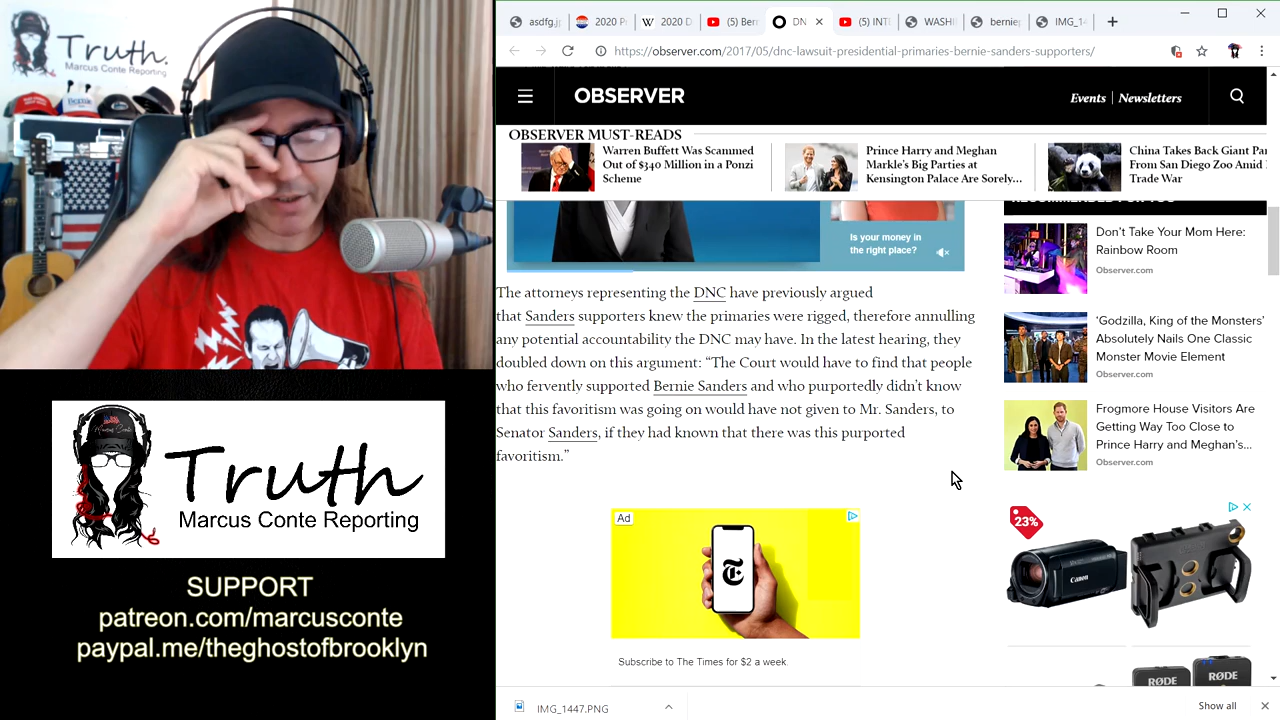 Truth.
Marcus Conte Reporting
Bernie
Marcus Conte
Truth
Marcus Conte Reporting
SUPPORT
patreon.com/marcusconte
paypal.me/theghostofbrooklyn
asdfg.j
2020 P
2020 D
(5) Ber
DN
(5) INT
WASHI
bernie
IMG_14
https://observer.com/2017/05/dnc-lawsuit-presidential-primaries-bernie-sanders-supporters/
OBSERVER
Events | Newsletters
OBSERVER MUST-READS
Warren Buffett Was Scammed
Out of $340 Million in a Ponzi
Scheme
Prince Harry and Meghan
Markle's Big Parties at
Kensington Palace Are Sorely...
China Takes Back Giant Pa
From San Diego Zoo Amid
Trade War
Is your money in
the right place?
The attorneys representing the DNC have previously argued
that Sanders supporters knew the primaries were rigged, therefore annulling
any potential accountability the DNC may have. In the latest hearing, they
doubled down on this argument: “The Court would have to find that people
who fervently supported Bernie Sanders and who purportedly didn’t know
that this favoritism was going on would have not given to Mr. Sanders, to
Senator Sanders, if they had known that there was this purported
favoritism.”
Ad
Subscribe to The Times for $2 a week.
RECOMMENDED FOR YOU
Don’t Take Your Mom Here:
Rainbow Room
Observer.com
‘Godzilla, King of the Monsters’
Absolutely Nails One Classic
Monster Movie Element
Observer.com
Frogmore House Visitors Are
Getting Way Too Close to
Prince Harry and Meghan’s...
Observer.com
23%
Canon
RØDE
RØDE
IMG_1447.PNG
Show all